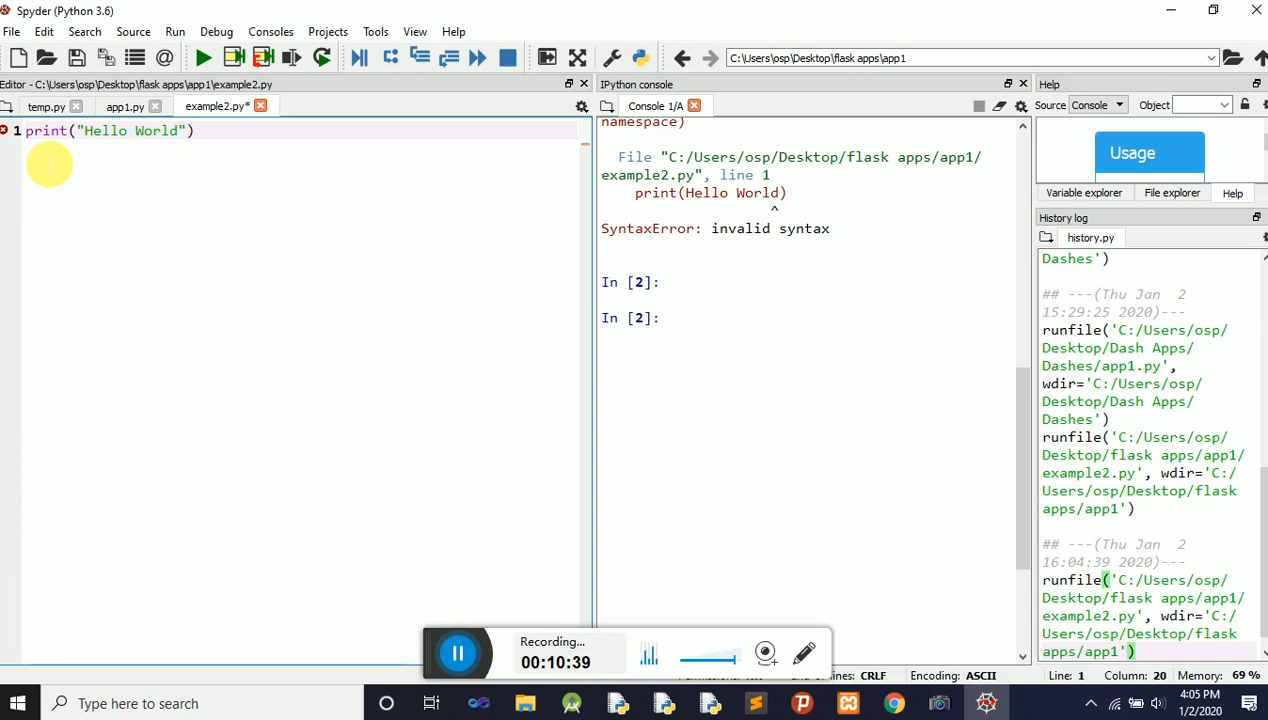 Spyder (Python 3.6)
File Edit Search Source Run Debug Consoles Projects Tools View Help
C:\Users\osp\Desktop\flask apps\app1
Editor - C:\Users\osp\Desktop\flask apps\app1\example2.py
temp.py app1.py example2.py*
1 print("Hello World")
IPython console
Console 1/A
namespace)
File "C:/Users/osp/Desktop/flask apps/app1/
example2.py", line 1
print(Hello World)
^
SyntaxError: invalid syntax
In [2]:
In [2]:
Help
Source Console Object
Usage
Variable explorer File explorer Help
History log
history.py
Dashes')
## ---(Thu Jan 2
15:29:25 2020)---
runfile('C:/Users/osp/
Desktop/Dash Apps/
Dashes/app1.py',
wdir='C:/Users/osp/
Desktop/Dash Apps/
Dashes')
runfile('C:/Users/osp/
Desktop/flask apps/app1/
example2.py', wdir='C:/
Users/osp/Desktop/flask
apps/app1')
## ---(Thu Jan 2
16:04:39 2020)---
runfile('C:/Users/osp/
Desktop/flask apps/app1/
example2.py', wdir='C:/
Users/osp/Desktop/flask
apps/app1')
Recording...
00:10:39
CRLF Encoding: ASCII Line: 1 Column: 20 Memory: 69 %
Type here to search
4:05 PM
1/2/2020